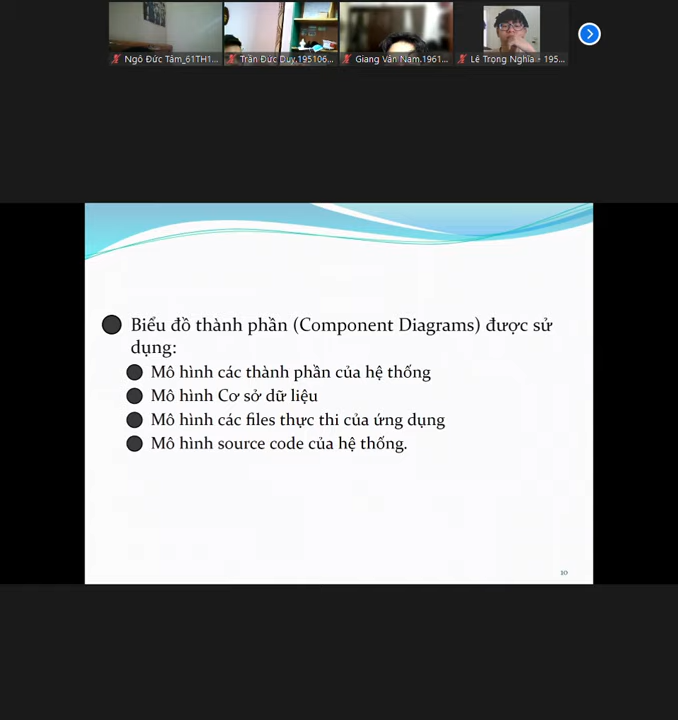 Ngô Đức Tâm_61TH1...
Trần Đức Duy.195106...
Giang Văn Nam.1961...
Lê Trọng Nghĩa - 195...
Biểu đồ thành phần (Component Diagrams) được sử
dụng:
Mô hình các thành phần của hệ thống
Mô hình Cơ sở dữ liệu
Mô hình các files thực thi của ứng dụng
Mô hình source code của hệ thống.
10